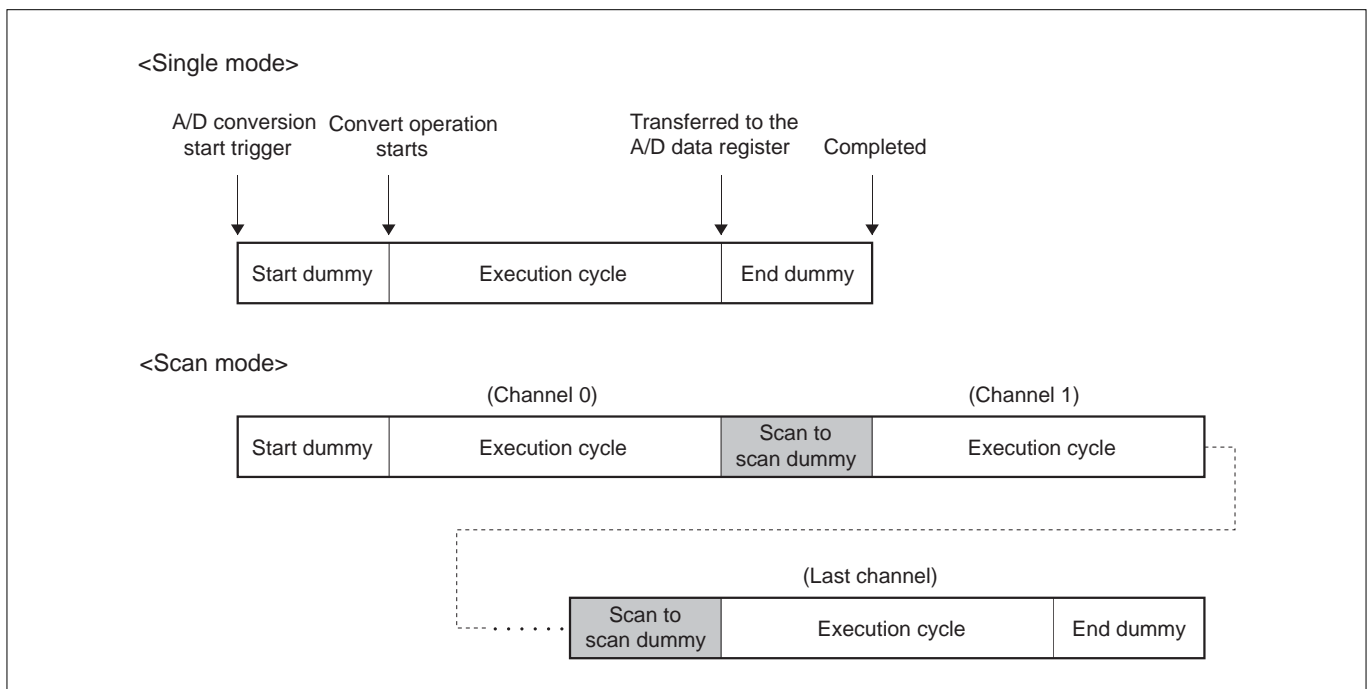 <Single mode>
A/D conversion
start trigger
Convert operation
starts
Transferred to the
A/D data register
Completed
Start dummy
Execution cycle
End dummy
<Scan mode>
(Channel 0)
(Channel 1)
Start dummy
Execution cycle
Scan to
scan dummy
Execution cycle
(Last channel)
Scan to
scan dummy
Execution cycle
End dummy